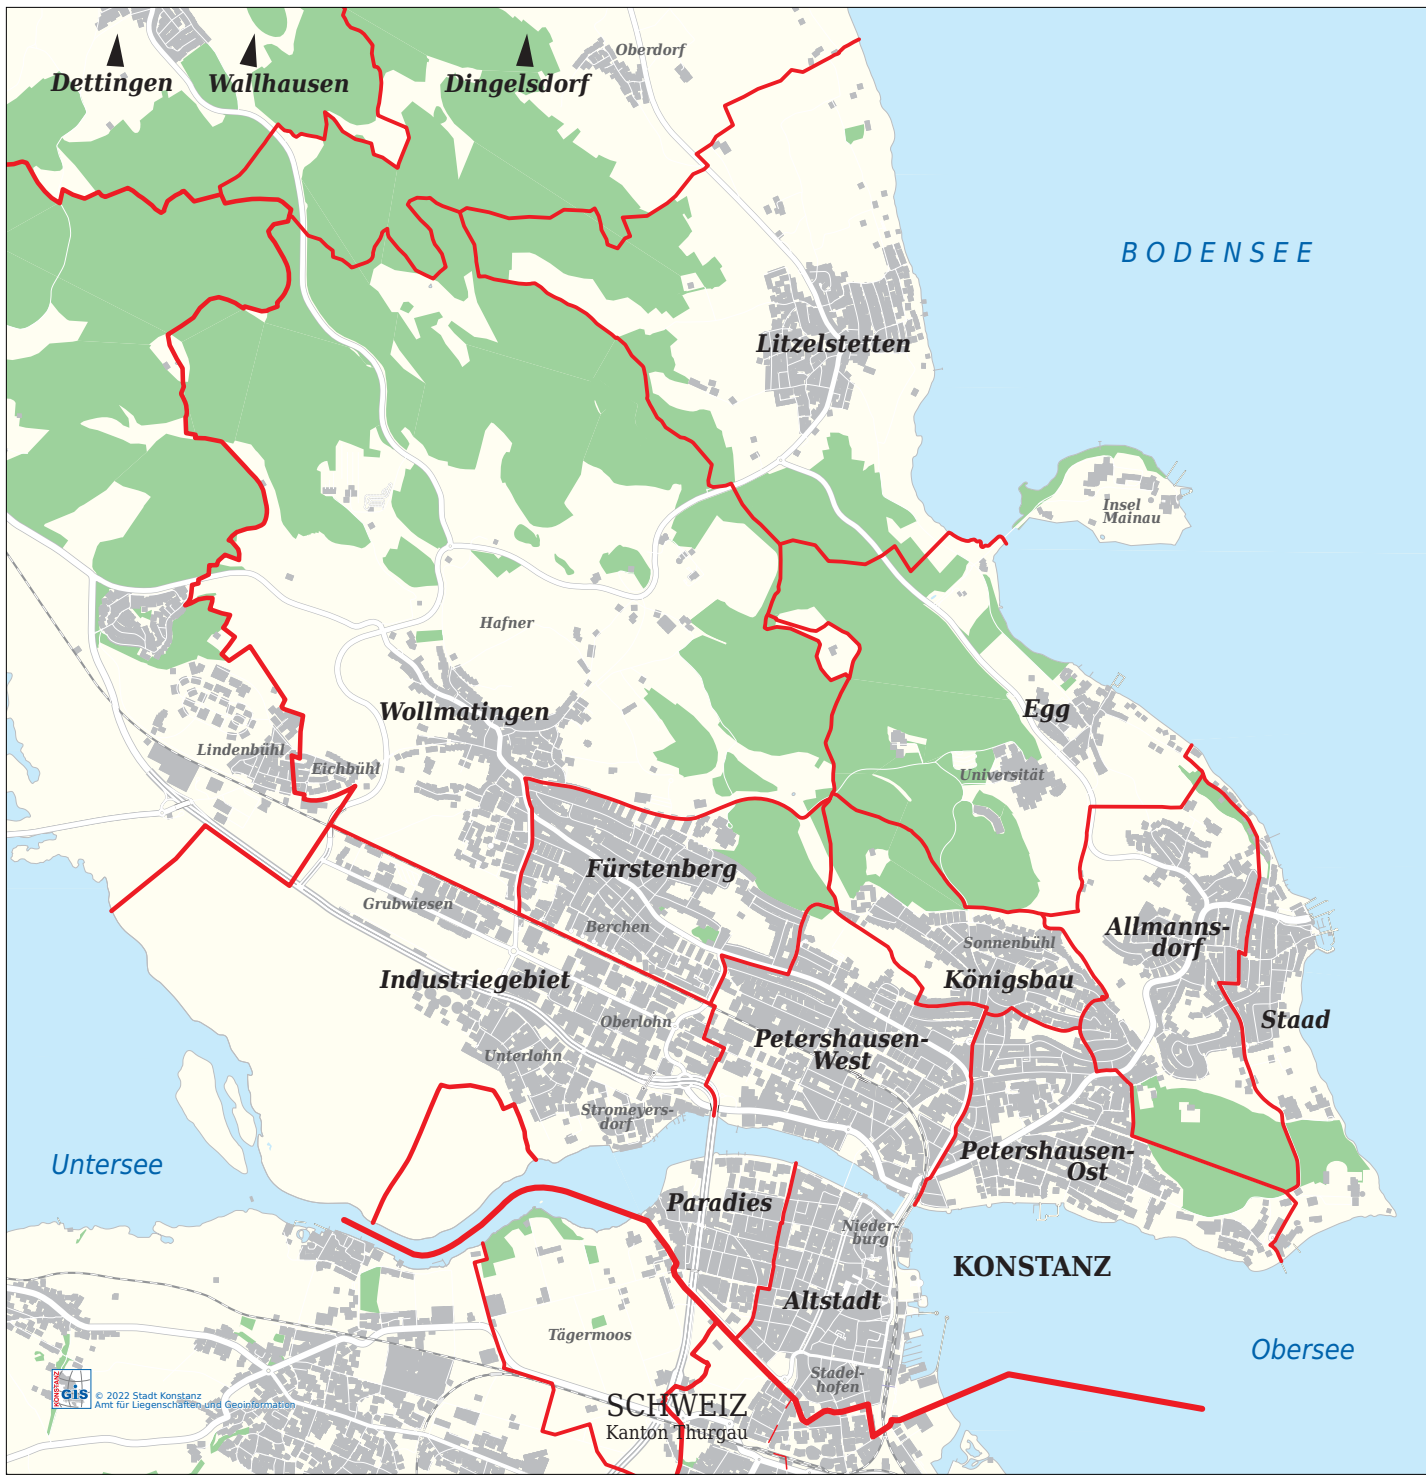 Oberdorf
Dettingen
Wallhausen
Dingelsdorf
BODENSEE
Litzelstetten
Insel
Mainau
Hafner
Wollmatingen
Egg
Lindenbühl
Eichbühl
Universität
Fürstenberg
Grubwiesen
Berchen
Allmanns-
dorf
Sonnenbühl
Industriegebiet
Königsbau
Oberlohn
Staad
Petershausen-
West
Unterlohn
Stromeyers-
dorf
Untersee
Petershausen-
Ost
Paradies
Nieder-
burg
KONSTANZ
Altstadt
Tägermoos
Obersee
Stadel-
hofen
KONSTANZ
GIS
© 2022 Stadt Konstanz
Amt für Liegenschaften und Geoinformation
SCHWEIZ
Kanton Thurgau